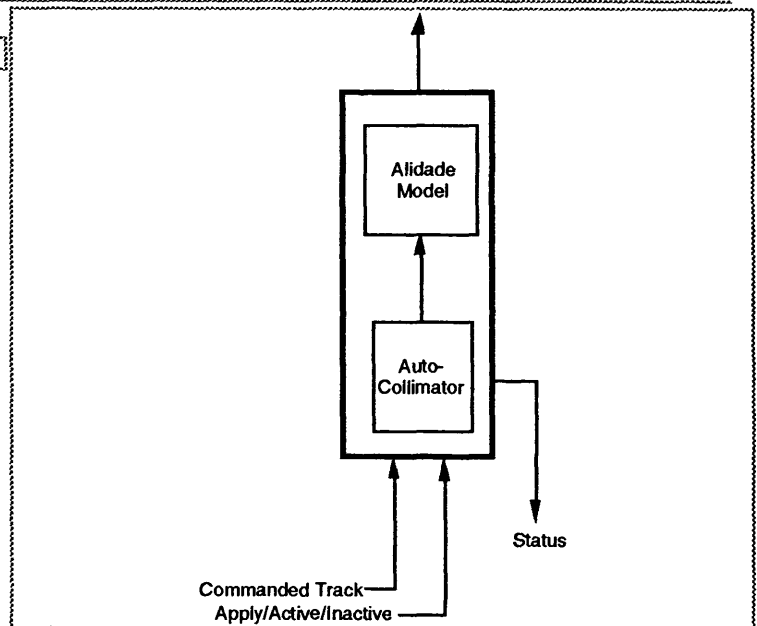 Alidade
Model
Auto-
Collimator
Status
Commanded Track
Apply/Active/Inactive